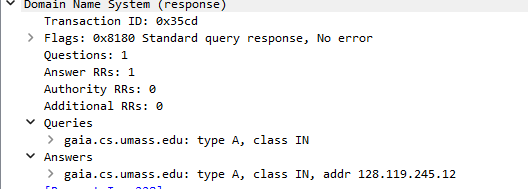 Domain Name System (response)
Transaction ID: 0x35cd
Flags: 0x8180 Standard query response, No error
Questions: 1
Answer RRs: 1
Authority RRs: 0
Additional RRs: 0
Queries
gaia.cs.umass.edu: type A, class IN
Answers
gaia.cs.umass.edu: type A, class IN, addr 128.119.245.12